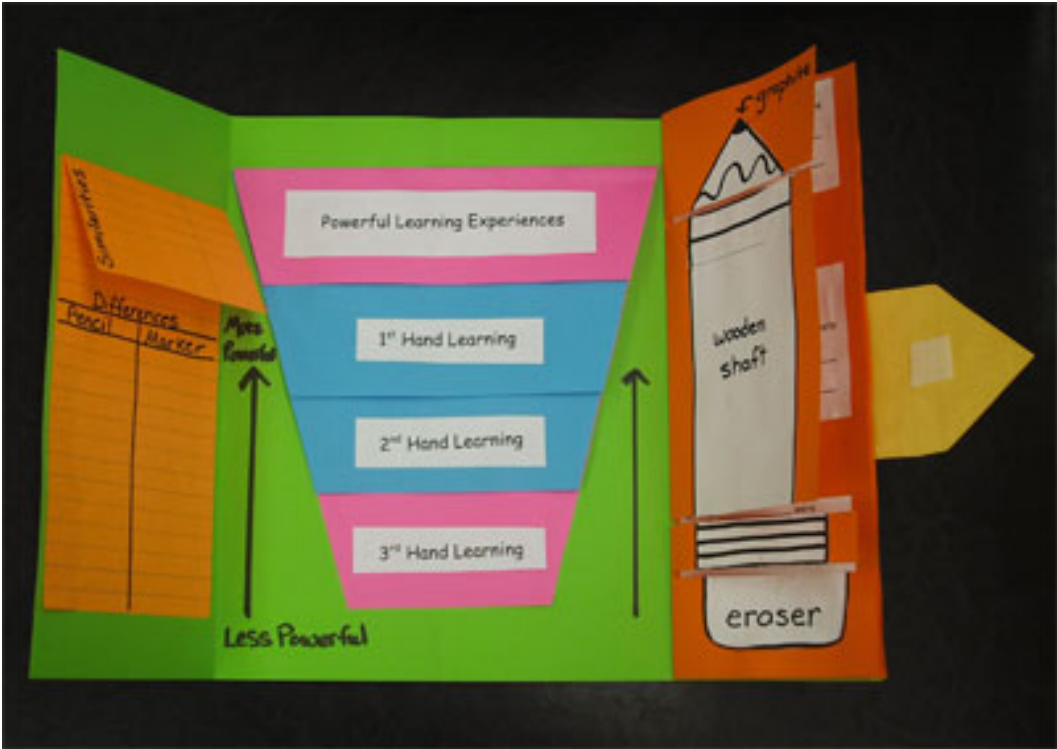 Similarities
Differences
Pencil
Marker
More
Powerful
Less Powerful
Powerful Learning Experiences
1st Hand Learning
2nd Hand Learning
3rd Hand Learning
graphite
wooden
shaft
eraser